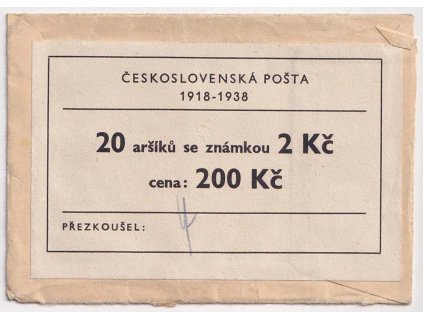 ČESKOSLOVENSKÁ POŠTA
1918-1938
20 aršíků se známkou 2 Kč
cena: 200 Kč
PŘEZKOUŠEL: